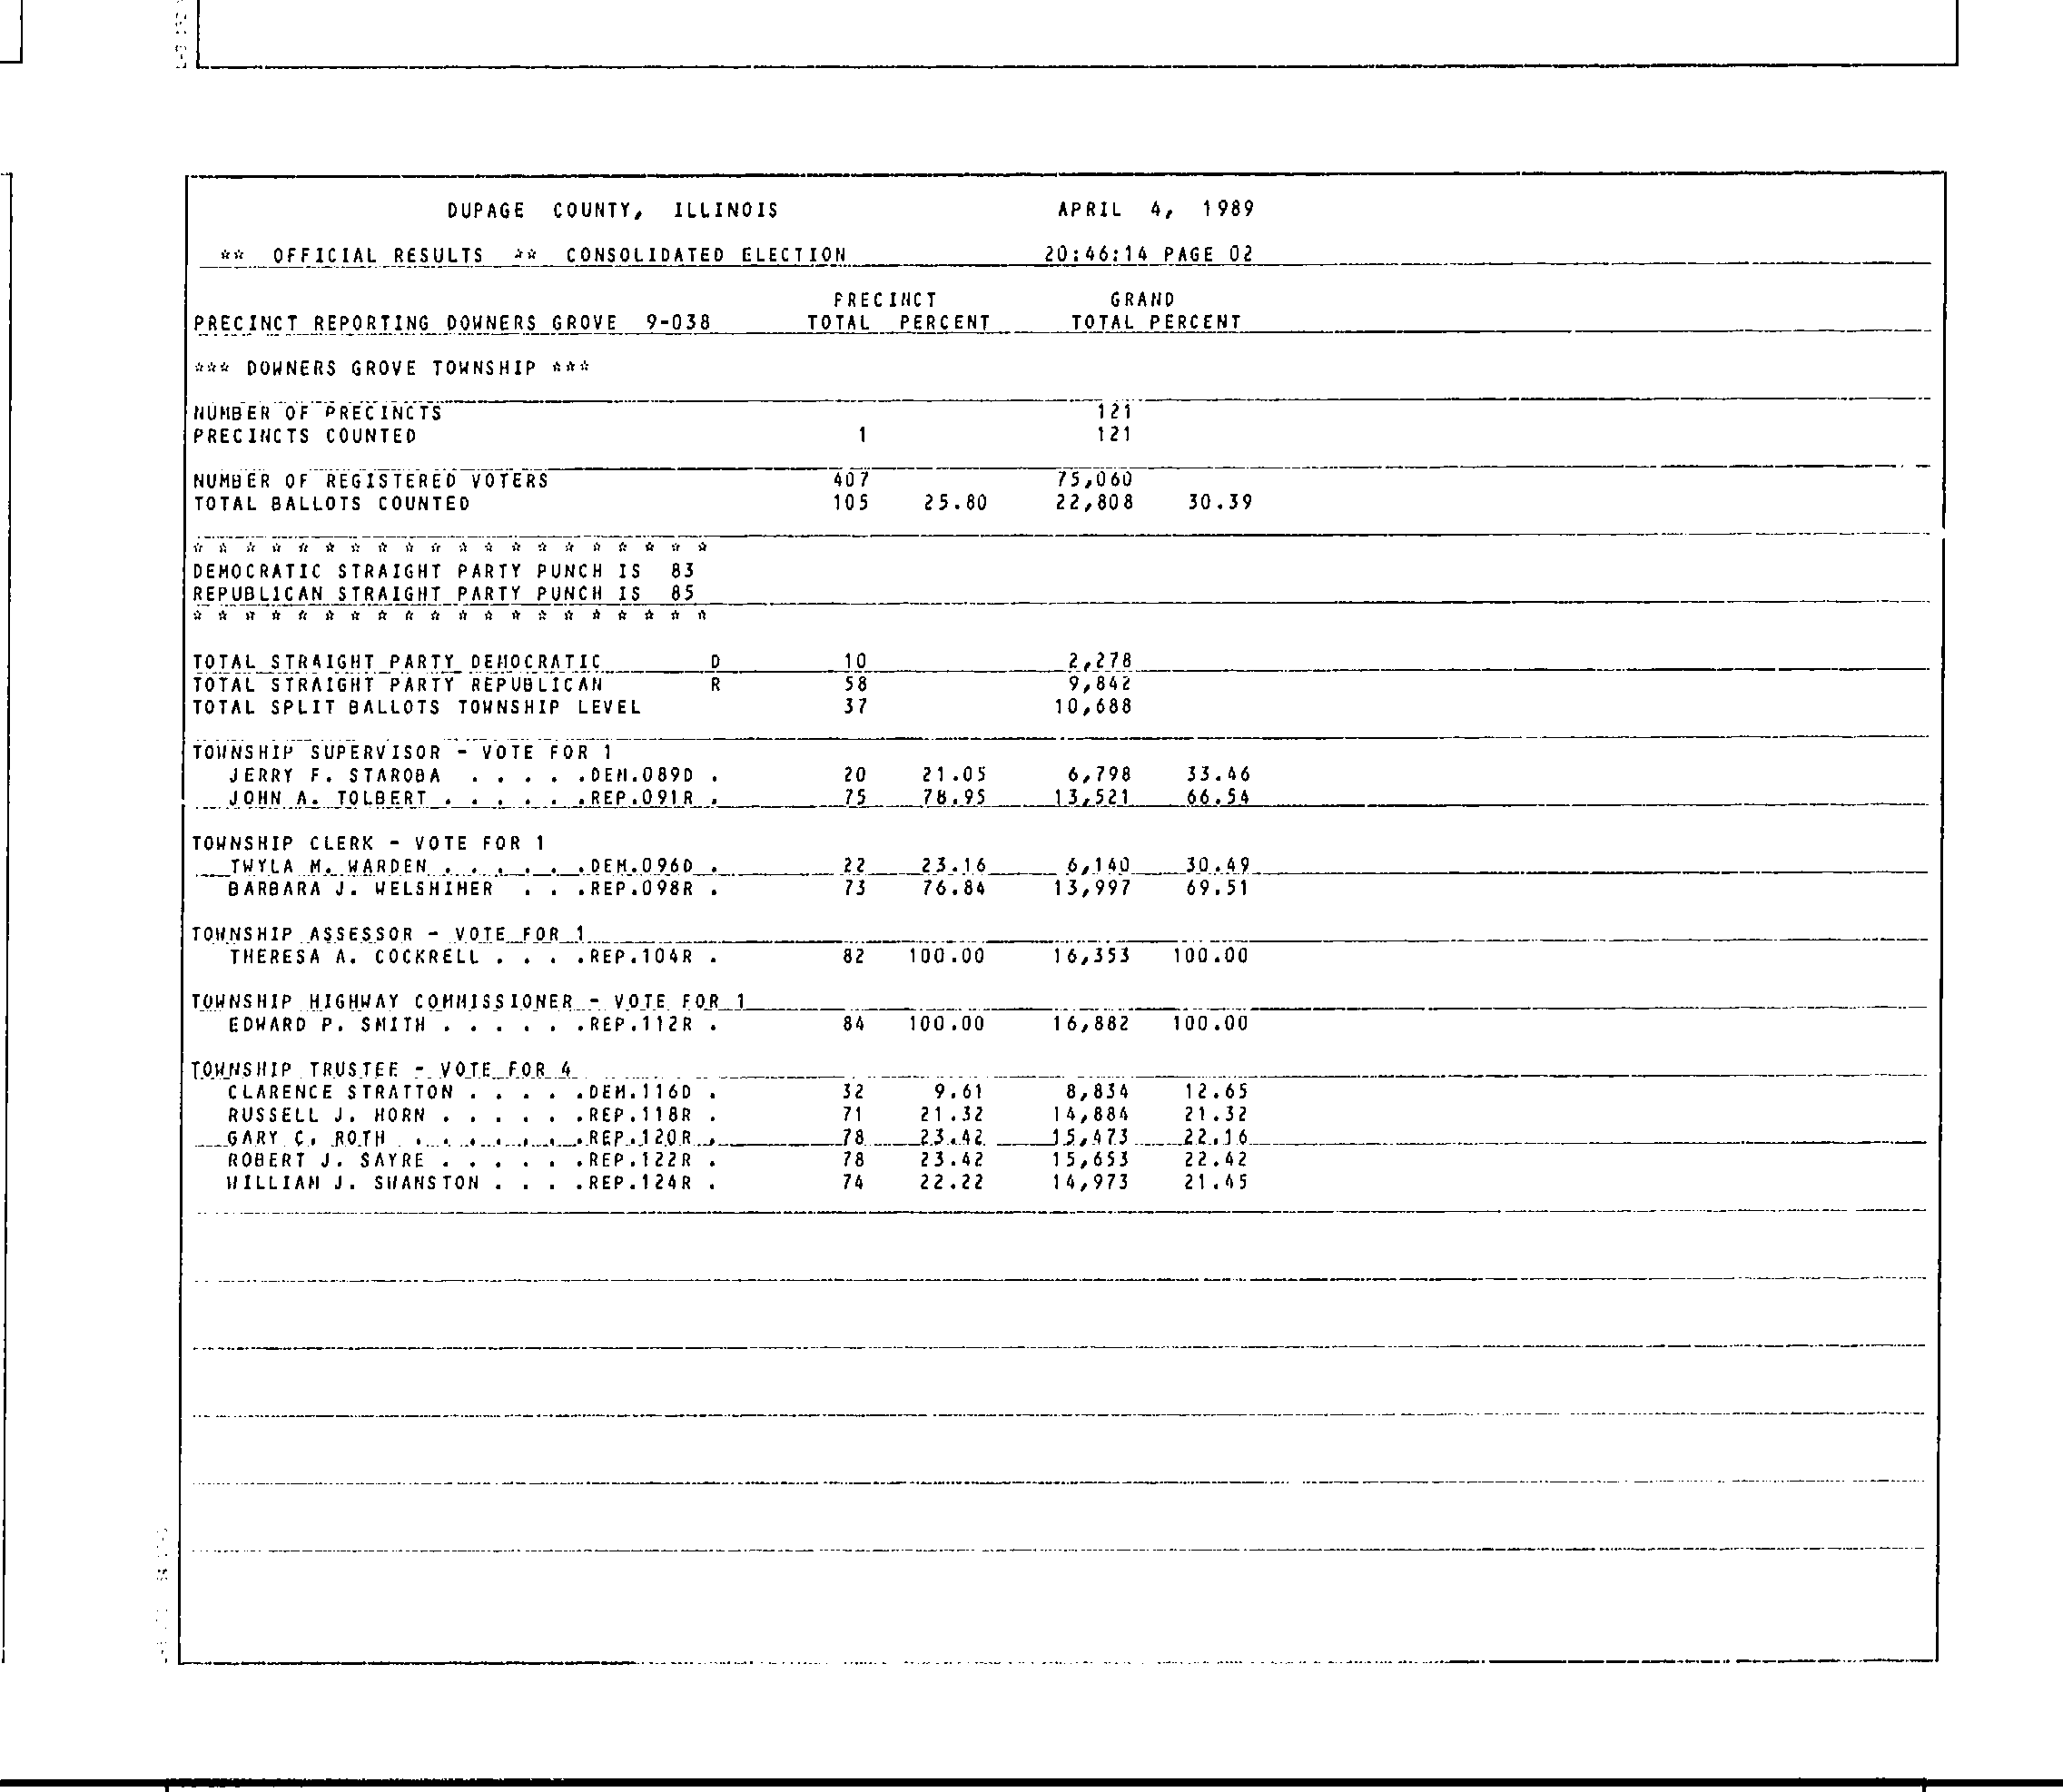 DUPAGE COUNTY, ILLINOIS APRIL 4, 1989
** OFFICIAL RESULTS ** CONSOLIDATED ELECTION 20:46:14 PAGE 02
PRECINCT GRAND
PRECINCT REPORTING DOWNERS GROVE 9-038 TOTAL PERCENT TOTAL PERCENT
*** DOWNERS GROVE TOWNSHIP ***
NUMBER OF PRECINCTS 121
PRECINCTS COUNTED 1 121
NUMBER OF REGISTERED VOTERS 407 75,060
TOTAL BALLOTS COUNTED 105 25.80 22,808 30.39
* * * * * * * * * * * * * * * * * * * *
DEMOCRATIC STRAIGHT PARTY PUNCH IS 83
REPUBLICAN STRAIGHT PARTY PUNCH IS 85
* * * * * * * * * * * * * * * * * * * *
TOTAL STRAIGHT PARTY DEMOCRATIC D 10 2,278
TOTAL STRAIGHT PARTY REPUBLICAN R 58 9,842
TOTAL SPLIT BALLOTS TOWNSHIP LEVEL 37 10,688
TOWNSHIP SUPERVISOR - VOTE FOR 1
JERRY F. STAROBA . . . . .DEM.089D . 20 21.05 6,798 33.46
JOHN A. TOLBERT . . . . . .REP.091R . 75 78.95 13,521 66.54
TOWNSHIP CLERK - VOTE FOR 1
TWYLA M. WARDEN . . . . . .DEM.096D . 22 23.16 6,140 30.49
BARBARA J. WELSHIMER . . .REP.098R . 73 76.84 13,997 69.51
TOWNSHIP ASSESSOR - VOTE FOR 1
THERESA A. COCKRELL . . . .REP.104R . 82 100.00 16,353 100.00
TOWNSHIP HIGHWAY COMMISSIONER - VOTE FOR 1
EDWARD P. SMITH . . . . . .REP.112R . 84 100.00 16,882 100.00
TOWNSHIP TRUSTEE - VOTE FOR 4
CLARENCE STRATTON . . . . .DEM.116D . 32 9.61 8,834 12.65
RUSSELL J. HORN . . . . . .REP.118R . 71 21.32 14,884 21.32
GARY C. ROTH . . . . . . .REP.120R . 78 23.42 15,473 22.16
ROBERT J. SAYRE . . . . . .REP.122R . 78 23.42 15,653 22.42
WILLIAM J. SWANSTON . . . .REP.124R . 74 22.22 14,973 21.45